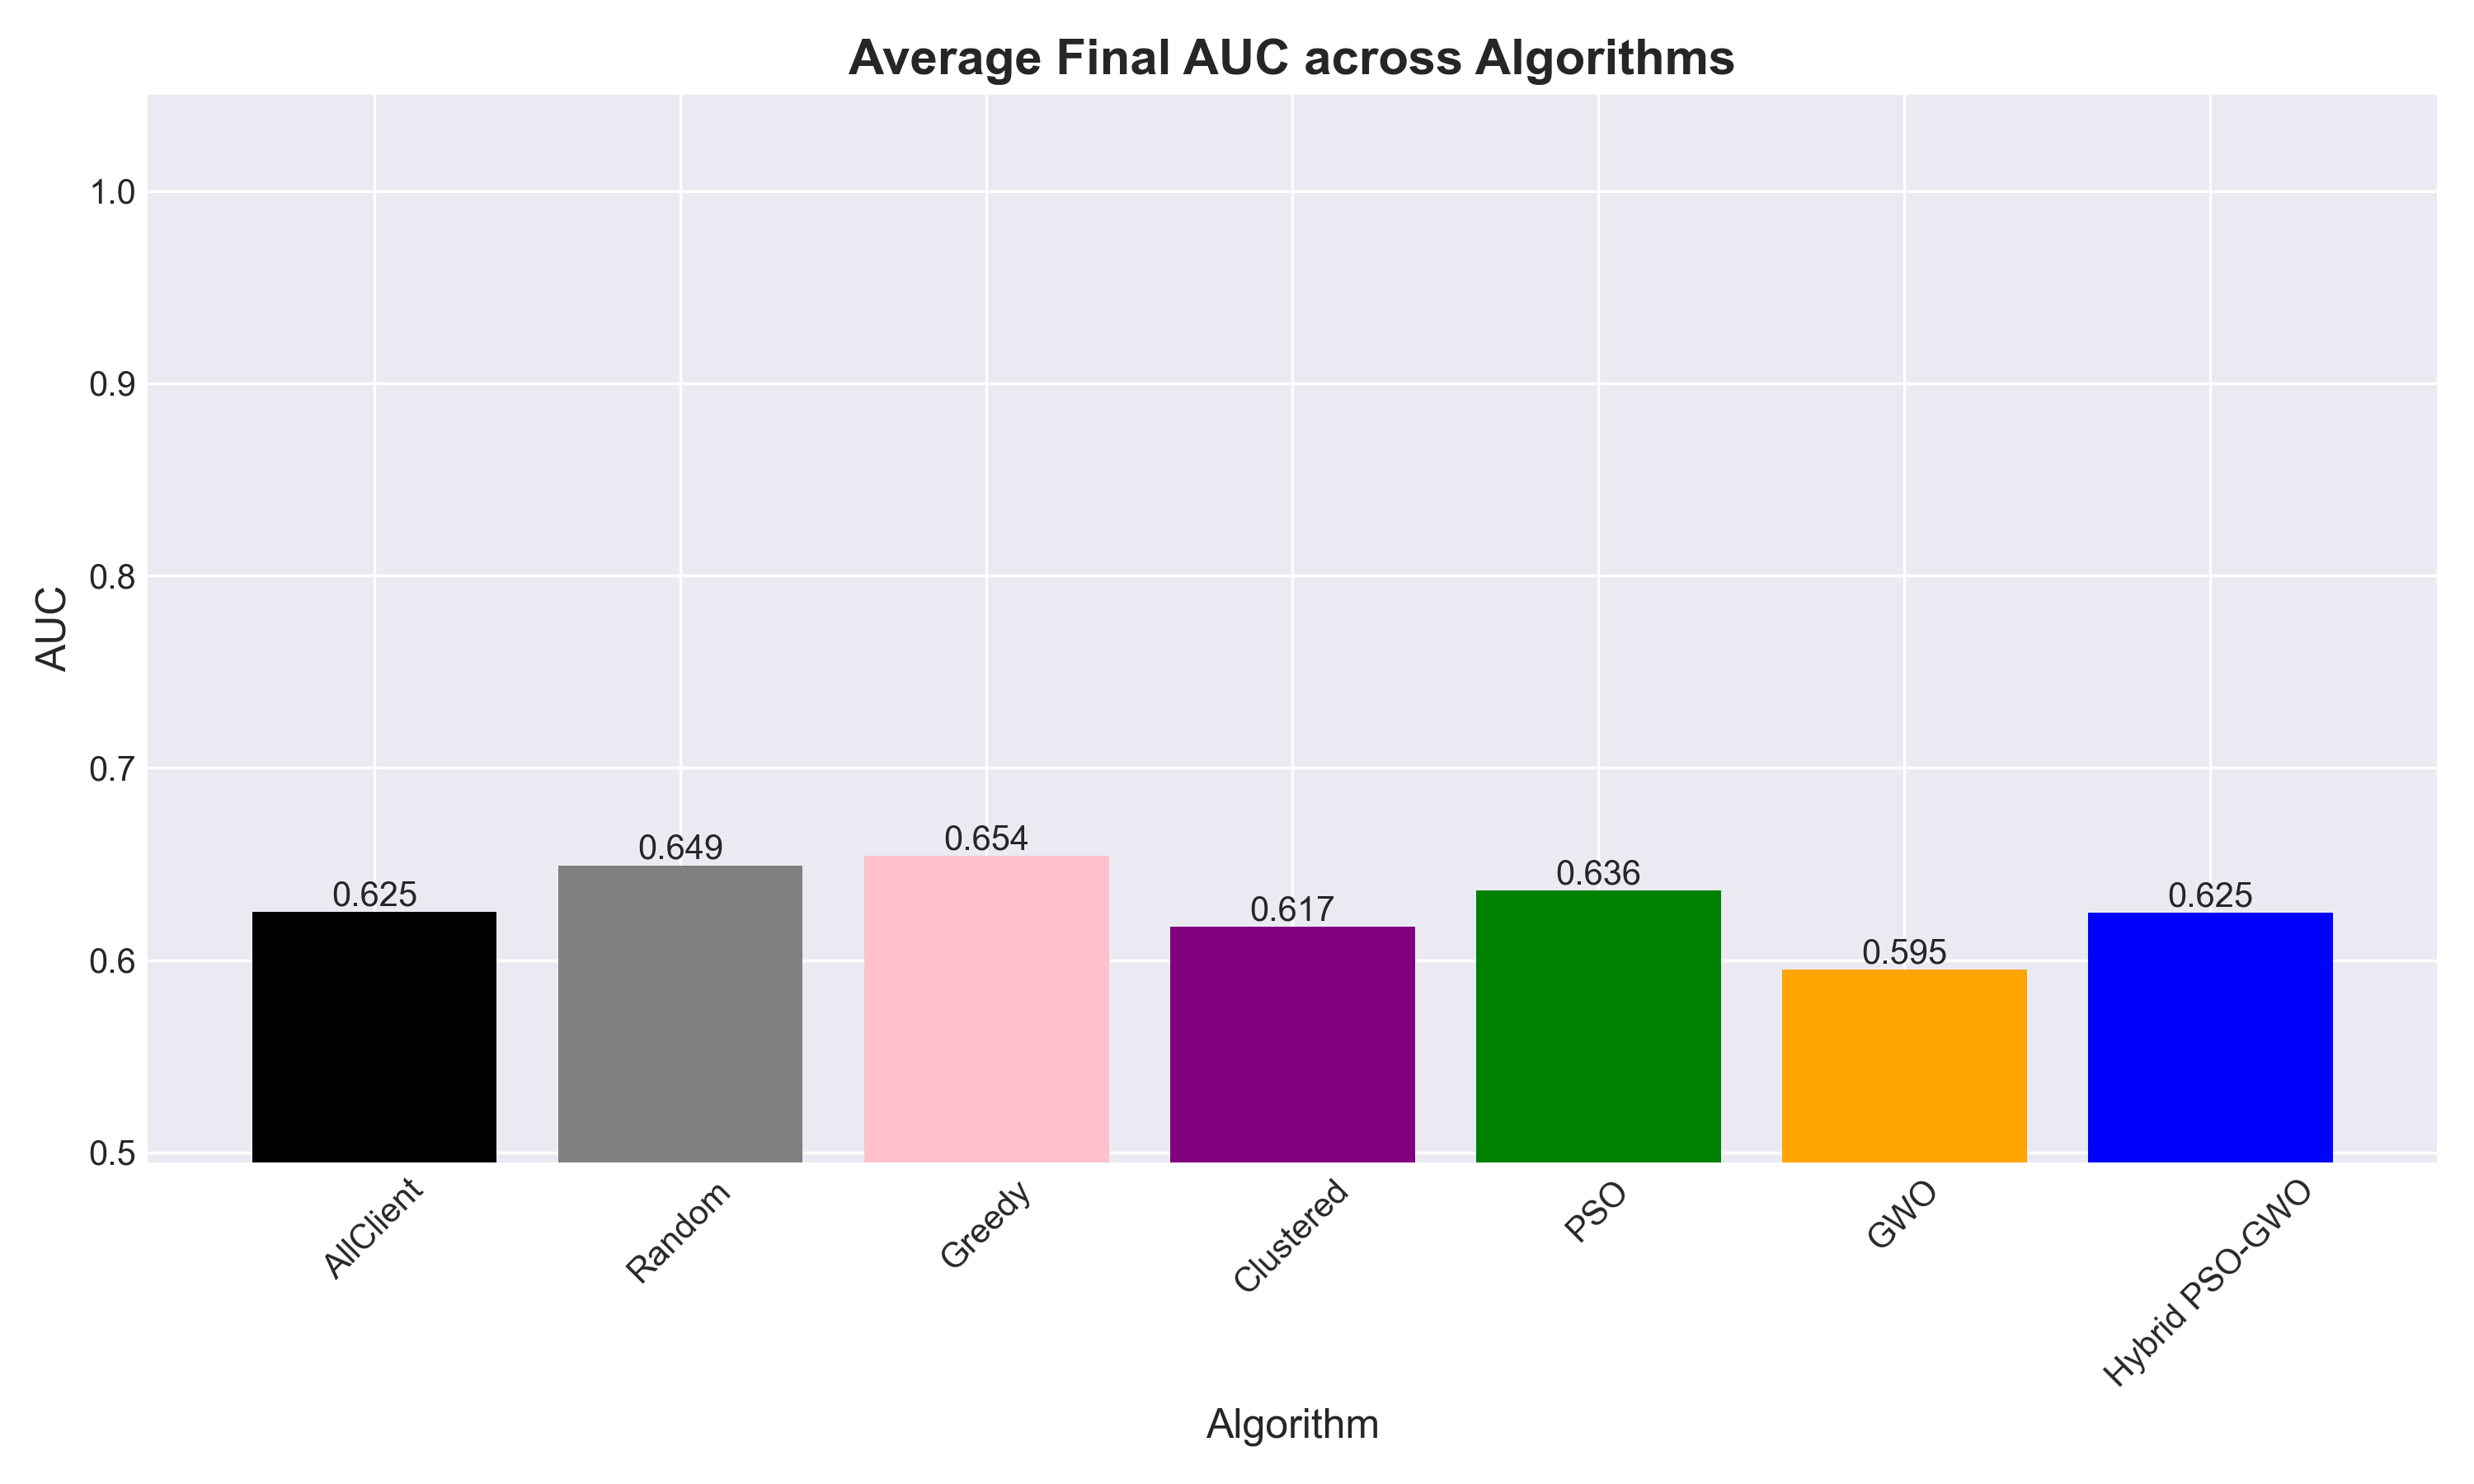 Average Final AUC across Algorithms
AUC
1.0
0.9
0.8
0.7
0.6
0.5
0.625
0.649
0.654
0.617
0.636
0.595
0.625
AllClient
Random
Greedy
Clustered
PSO
GWO
Hybrid PSO-GWO
Algorithm